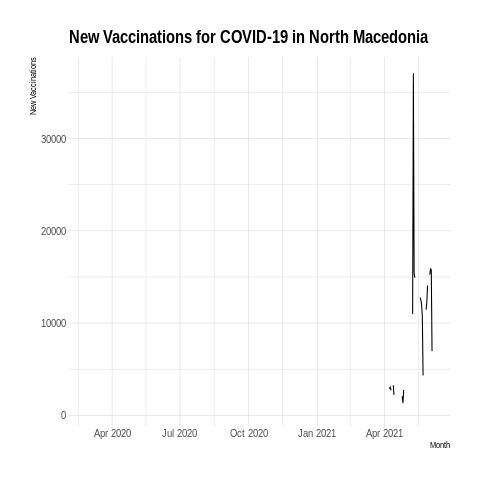 New Vaccinations for COVID-19 in North Macedonia
New Vaccinations
30000
20000
10000
0
Apr 2020
Jul 2020
Oct 2020
Jan 2021
Apr 2021
Month